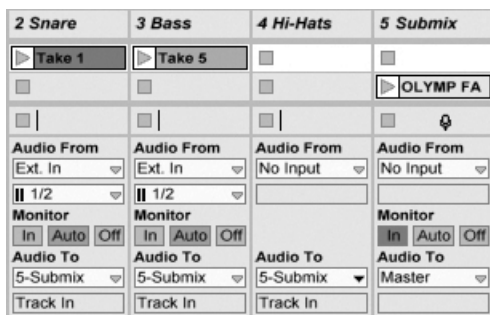 2 Snare 3 Bass 4 Hi-Hats 5 Submix
Take 1 Take 5
OLYMP FA
Audio From Audio From Audio From Audio From
Ext. In Ext. In No Input No Input
1/2 1/2
Monitor Monitor Monitor
In Auto Off In Auto Off In Auto Off
Audio To Audio To Audio To Audio To
5-Submix 5-Submix 5-Submix Master
Track In Track In Track In